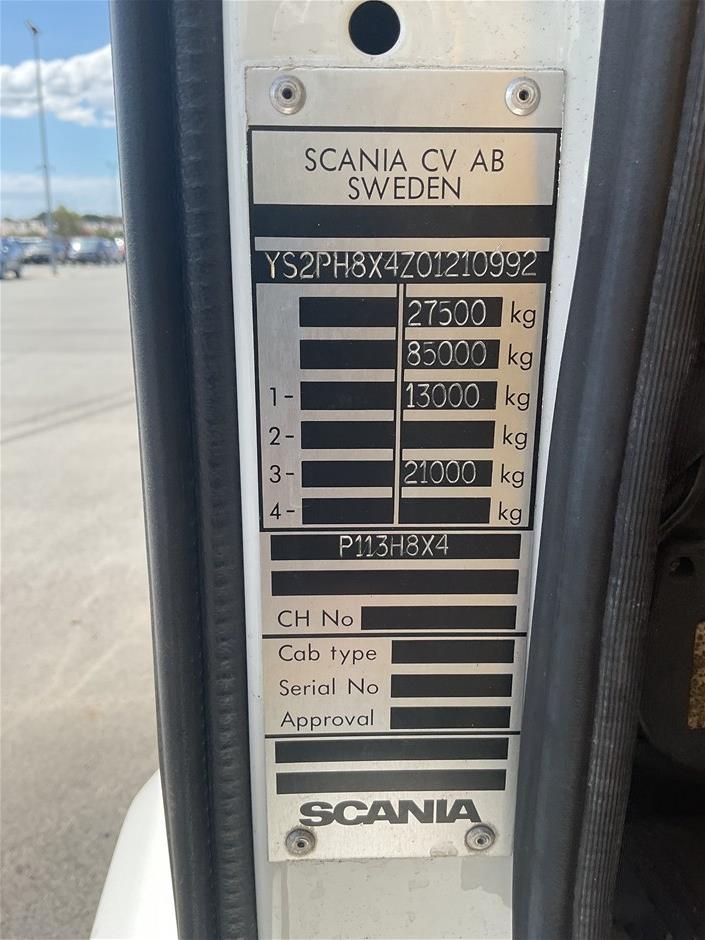 SCANIA CV AB
SWEDEN
YS2PH8X4Z01210992
27500 kg
85000 kg
1- 13000 kg
2- kg
3- 21000 kg
4- kg
P113H8X4
CH No
Cab type
Serial No
Approval
SCANIA